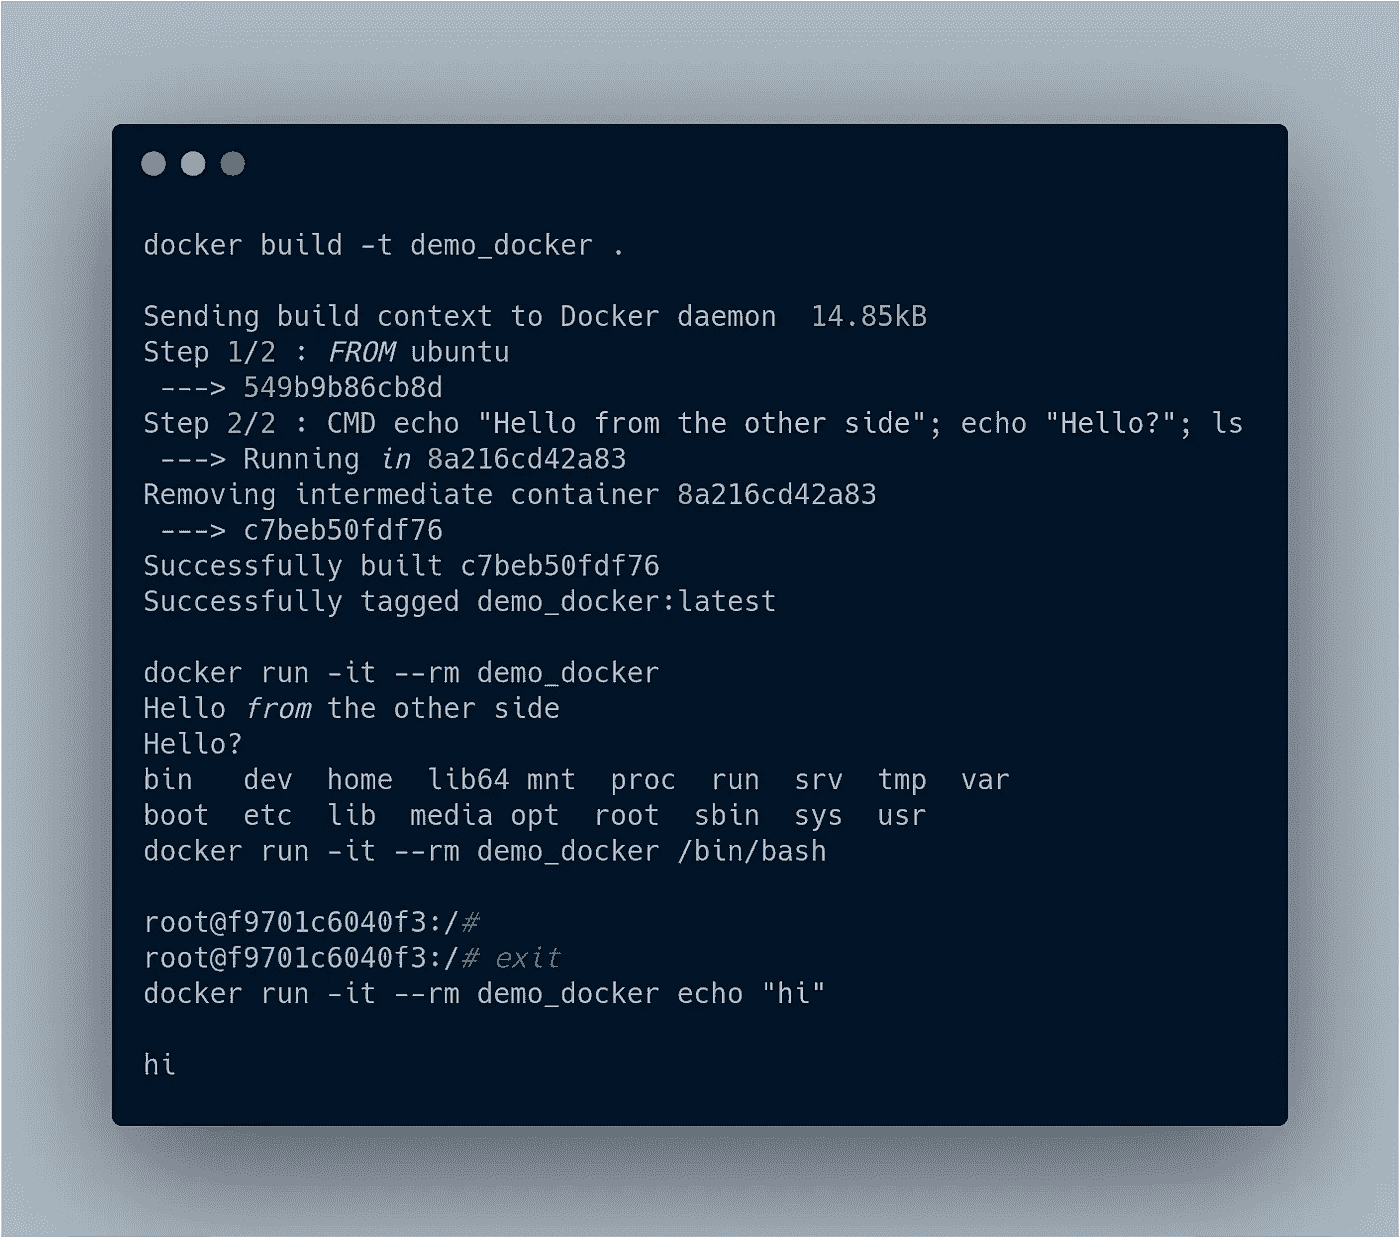 docker build -t demo_docker .
Sending build context to Docker daemon  14.85kB
Step 1/2 : FROM ubuntu
 ---> 549b9b86cb8d
Step 2/2 : CMD echo "Hello from the other side"; echo "Hello?"; ls
 ---> Running in 8a216cd42a83
Removing intermediate container 8a216cd42a83
 ---> c7beb50fdf76
Successfully built c7beb50fdf76
Successfully tagged demo_docker:latest
docker run -it --rm demo_docker
Hello from the other side
Hello?
bin   dev  home  lib64 mnt  proc  run  srv  tmp  var
boot  etc  lib  media opt  root  sbin  sys  usr
docker run -it --rm demo_docker /bin/bash
root@f9701c6040f3:/#
root@f9701c6040f3:/# exit
docker run -it --rm demo_docker echo "hi"
hi